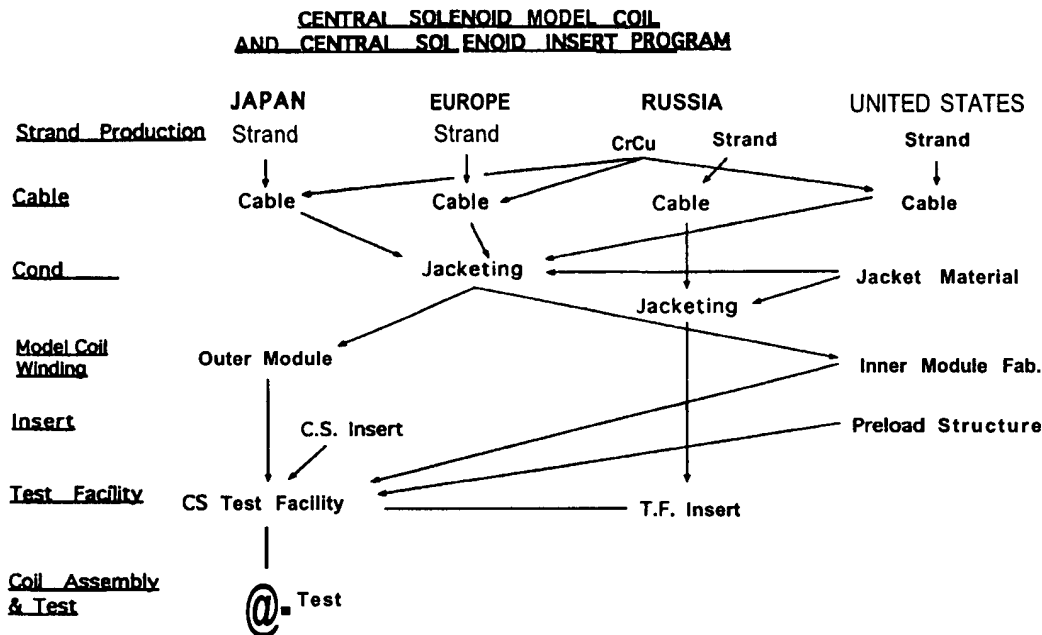 CENTRAL SOLENOID MODEL COIL
AND CENTRAL SOLENOID INSERT PROGRAM
JAPAN EUROPE RUSSIA UNITED STATES
Strand Production Strand Strand CrCu Strand Strand
Cable Cable Cable Cable Cable
Cond Jacketing Jacket Material
Jacketing
Model Coil
Winding
Outer Module Inner Module Fab.
Insert C.S. Insert Preload Structure
Test Facility CS Test Facility T.F. Insert
Coil Assembly
& Test
@- Test